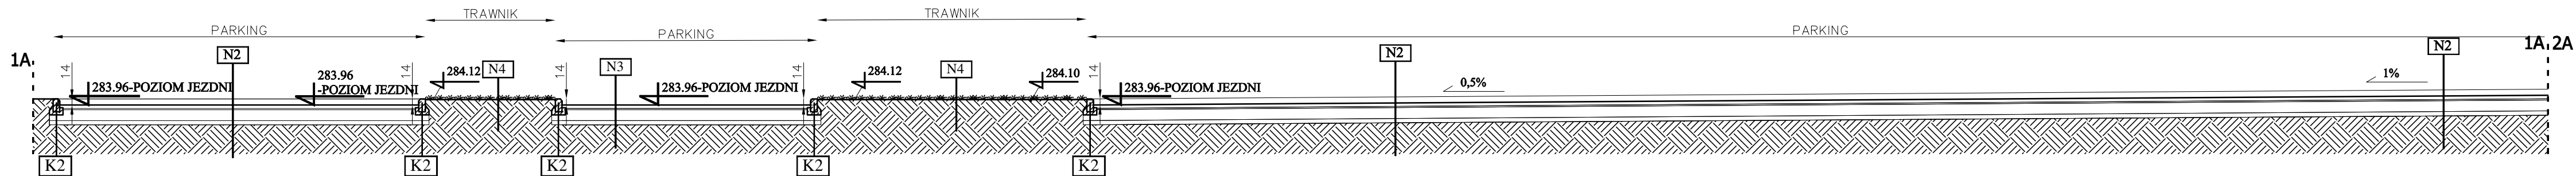 TRAWNIK
TRAWNIK
PARKING
PARKING
PARKING
1A
N2
N4
N3
N4
N2
N2
1A 2A
14
283.96-POZIOM JEZDNI
283.96
-POZIOM JEZDNI
14
284.12
14
283.96-POZIOM JEZDNI
14
284.12
284.10
14
283.96-POZIOM JEZDNI
0,5%
1%
K2
K2
K2
K2
K2